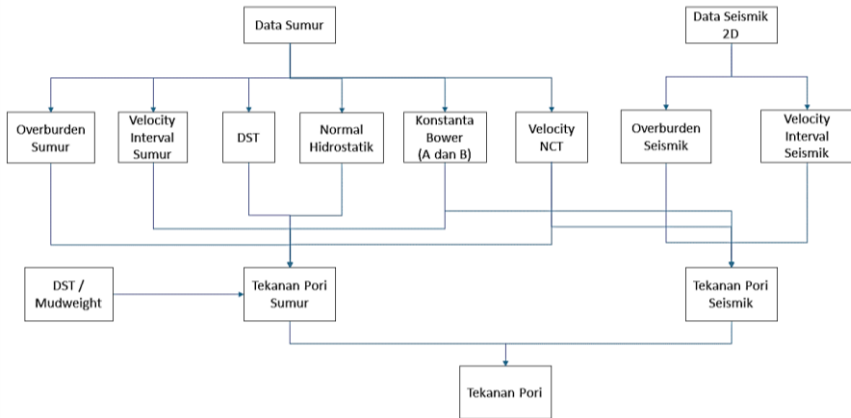 Data Sumur
Data Seismik
2D
Overburden
Sumur
Velocity
Interval
Sumur
DST
Normal
Hidrostatik
Konstanta
Bower
(A dan B)
Velocity
NCT
Overburden
Seismik
Velocity
Interval
Seismik
DST /
Mudweight
Tekanan Pori
Sumur
Tekanan Pori
Seismik
Tekanan Pori